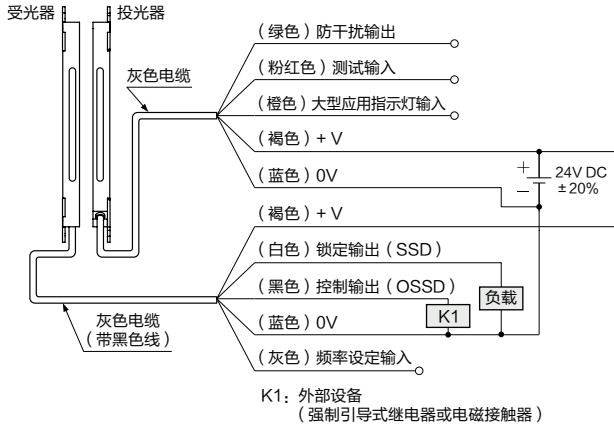 受光器
投光器
(绿色)防干扰输出
(粉红色)测试输入
灰色电缆
(橙色)大型应用指示灯输入
(褐色)+ V
+
24V DC
(蓝色)0V
−
±20%
(褐色)+ V
(白色)锁定输出(SSD)
(黑色)控制输出(OSSD)
负载
K1
灰色电缆
(带黑色线)
(蓝色)0V
(灰色)频率设定输入
K1:外部设备
(强制引导式继电器或电磁接触器)